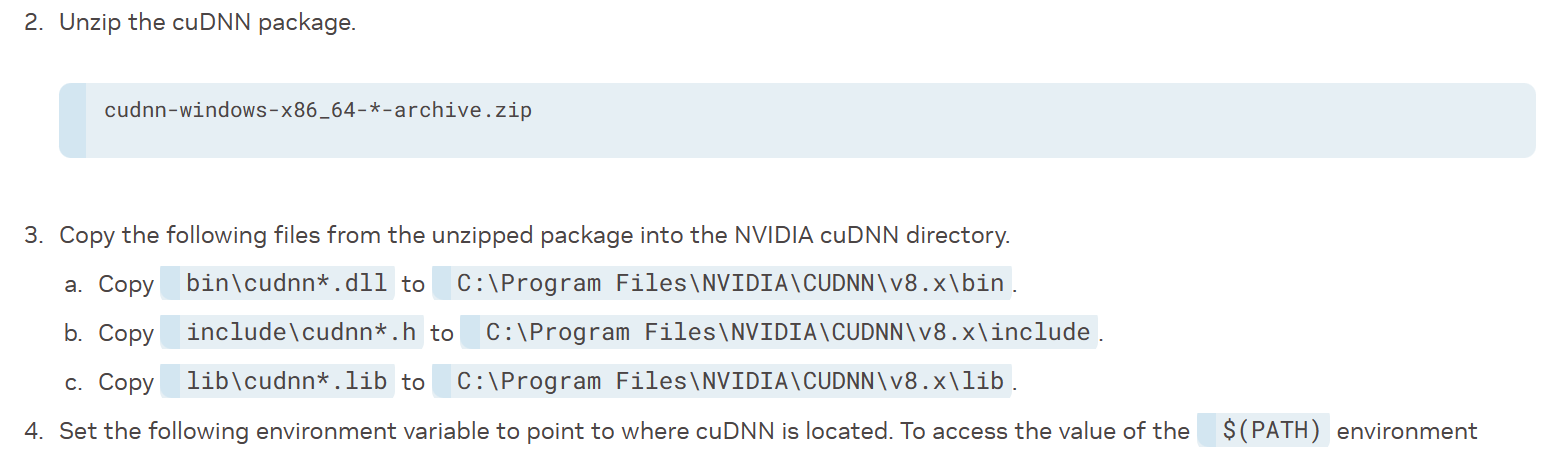 2. Unzip the cuDNN package.
cudnn-windows-x86_64-*-archive.zip
3. Copy the following files from the unzipped package into the NVIDIA cuDNN directory.
a. Copy bin\cudnn*.dll to C:\Program Files\NVIDIA\CUDNN\v8.x\bin.
b. Copy include\cudnn*.h to C:\Program Files\NVIDIA\CUDNN\v8.x\include.
c. Copy lib\cudnn*.lib to C:\Program Files\NVIDIA\CUDNN\v8.x\lib.
4. Set the following environment variable to point to where cuDNN is located. To access the value of the $(PATH) environment